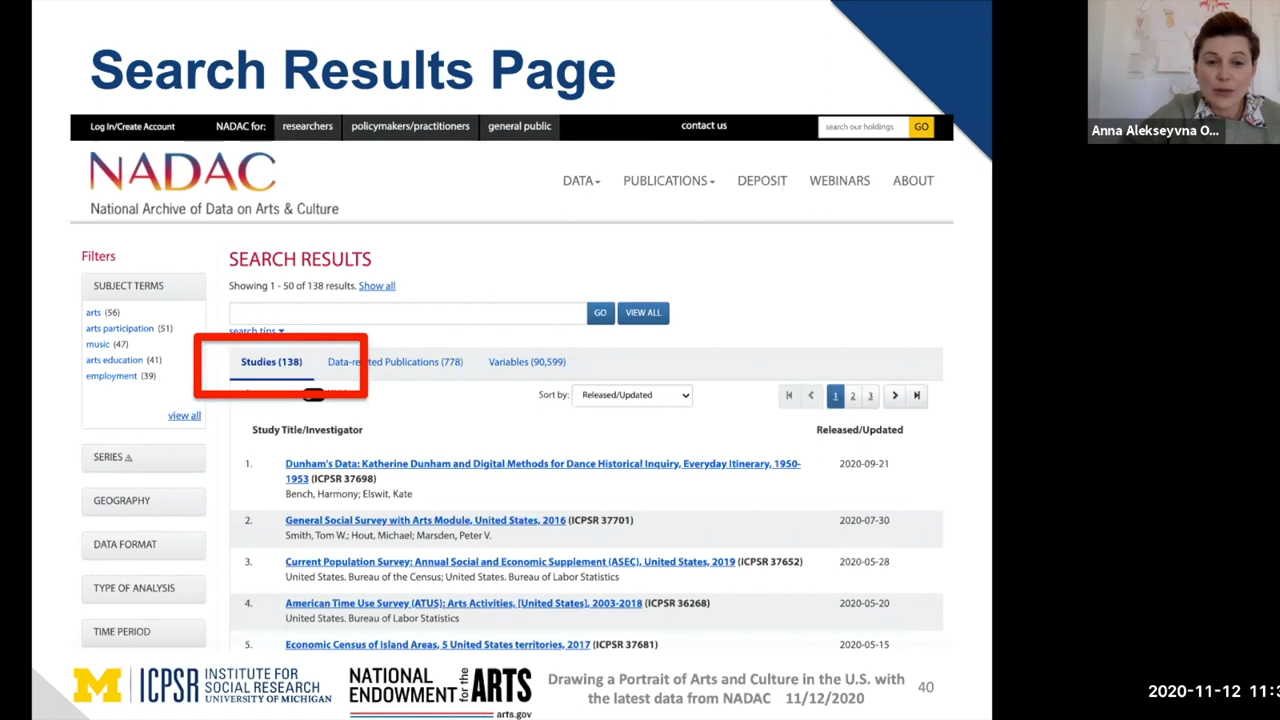 Search Results Page
Log In/Create Account NADAC for: researchers policymakers/practitioners general public contact us search our holdings GO
NADAC
National Archive of Data on Arts & Culture
DATA PUBLICATIONS DEPOSIT WEBINARS ABOUT
Filters
SUBJECT TERMS
arts (56)
arts participation (51)
music (47)
arts education (41)
employment (39)
view all
SERIES
GEOGRAPHY
DATA FORMAT
TYPE OF ANALYSIS
TIME PERIOD
SEARCH RESULTS
Showing 1 - 50 of 138 results. Show all
GO VIEW ALL
search tips
Studies (138) Data-related Publications (778) Variables (90,599)
Sort by: Released/Updated 1 2 3
Study Title/Investigator Released/Updated
1. Dunham's Data: Katherine Dunham and Digital Methods for Dance Historical Inquiry, Everyday Itinerary, 1950- 2020-09-21
1953 (ICPSR 37698)
Bench, Harmony; Elswit, Kate
2. General Social Survey with Arts Module, United States, 2016 (ICPSR 37701) 2020-07-30
Smith, Tom W.; Hout, Michael; Marsden, Peter V.
3. Current Population Survey: Annual Social and Economic Supplement (ASEC), United States, 2019 (ICPSR 37652) 2020-05-28
United States. Bureau of the Census; United States. Bureau of Labor Statistics
4. American Time Use Survey (ATUS): Arts Activities, [United States], 2003-2018 (ICPSR 36268) 2020-05-20
United States. Bureau of Labor Statistics
5. Economic Census of Island Areas, 5 United States territories, 2017 (ICPSR 37681) 2020-05-15
M ICPSR INSTITUTE FOR
SOCIAL RESEARCH
UNIVERSITY OF MICHIGAN
NATIONAL
ENDOWMENT for the ARTS
arts.gov
Drawing a Portrait of Arts and Culture in the U.S. with
the latest data from NADAC 11/12/2020
40
Anna Alekseyvna O...
2020-11-12 11:3